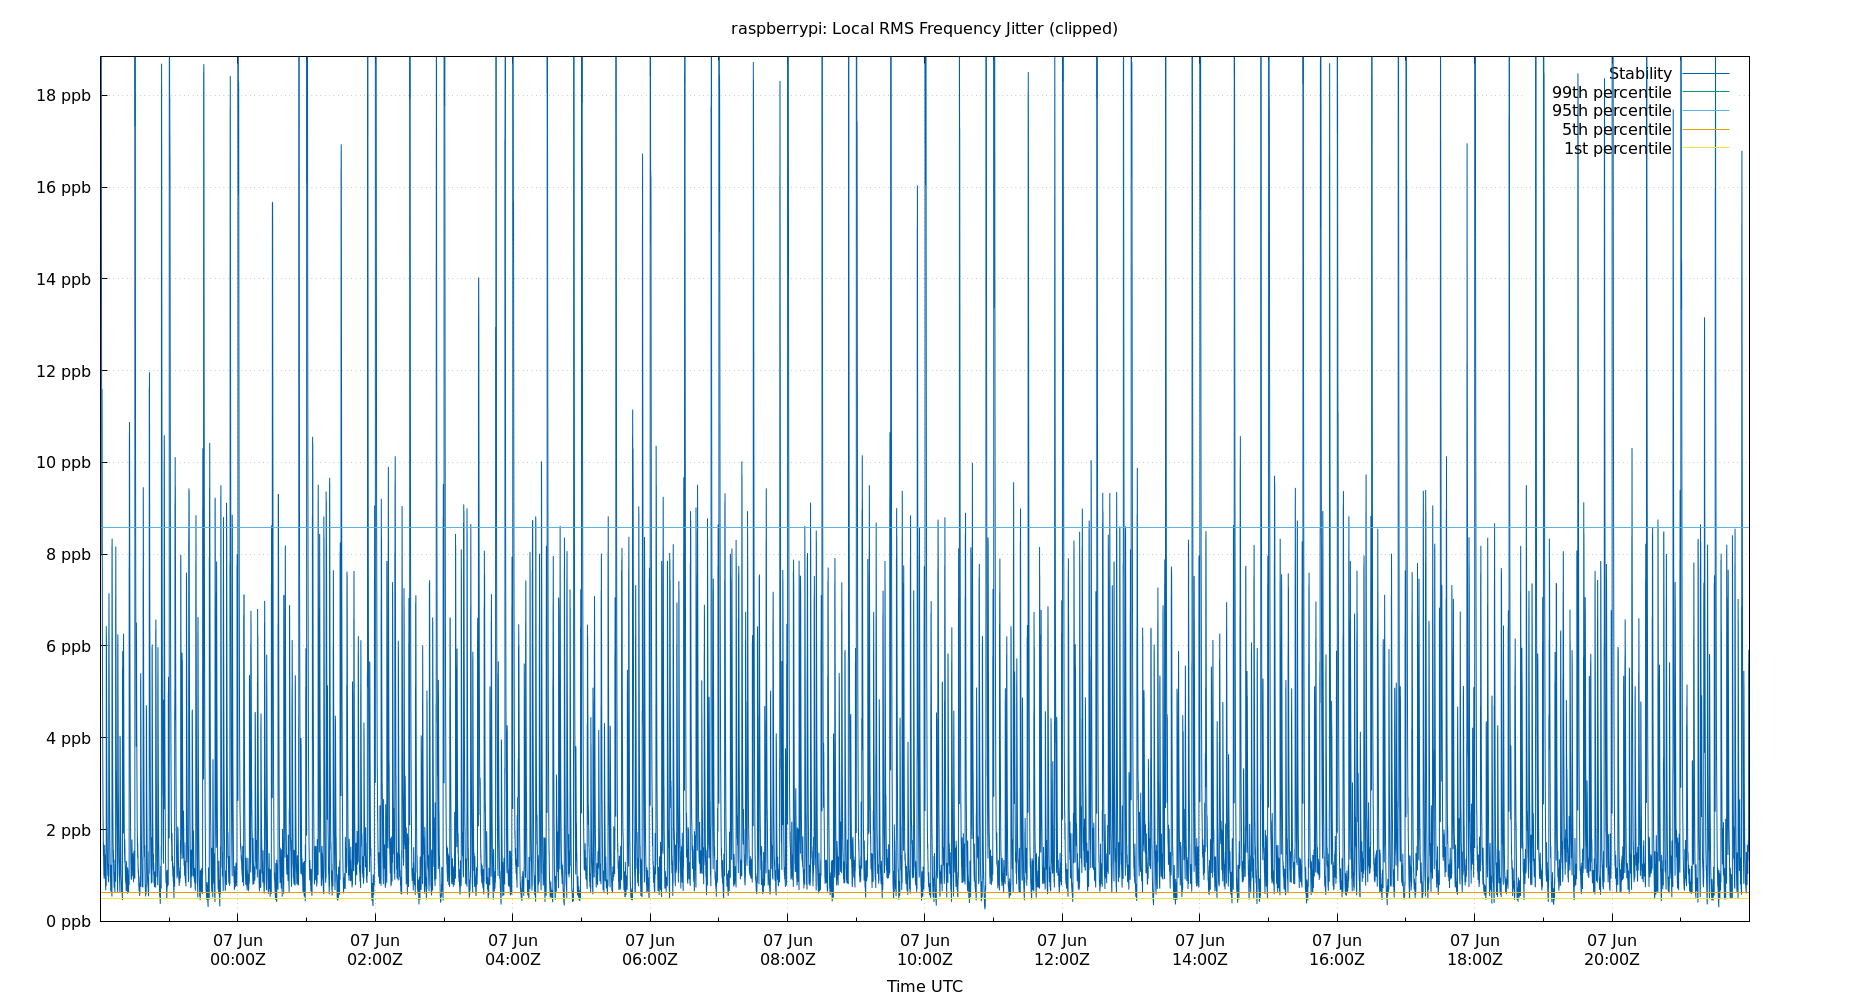 raspberrypi: Local RMS Frequency Jitter (clipped)
Stability
99th percentile
95th percentile
5th percentile
1st percentile
18 ppb
16 ppb
14 ppb
12 ppb
10 ppb
8 ppb
6 ppb
4 ppb
2 ppb
0 ppb
07 Jun 07 Jun 07 Jun 07 Jun 07 Jun 07 Jun 07 Jun 07 Jun 07 Jun 07 Jun 07 Jun
00:00Z 02:00Z 04:00Z 06:00Z 08:00Z 10:00Z 12:00Z 14:00Z 16:00Z 18:00Z 20:00Z
Time UTC